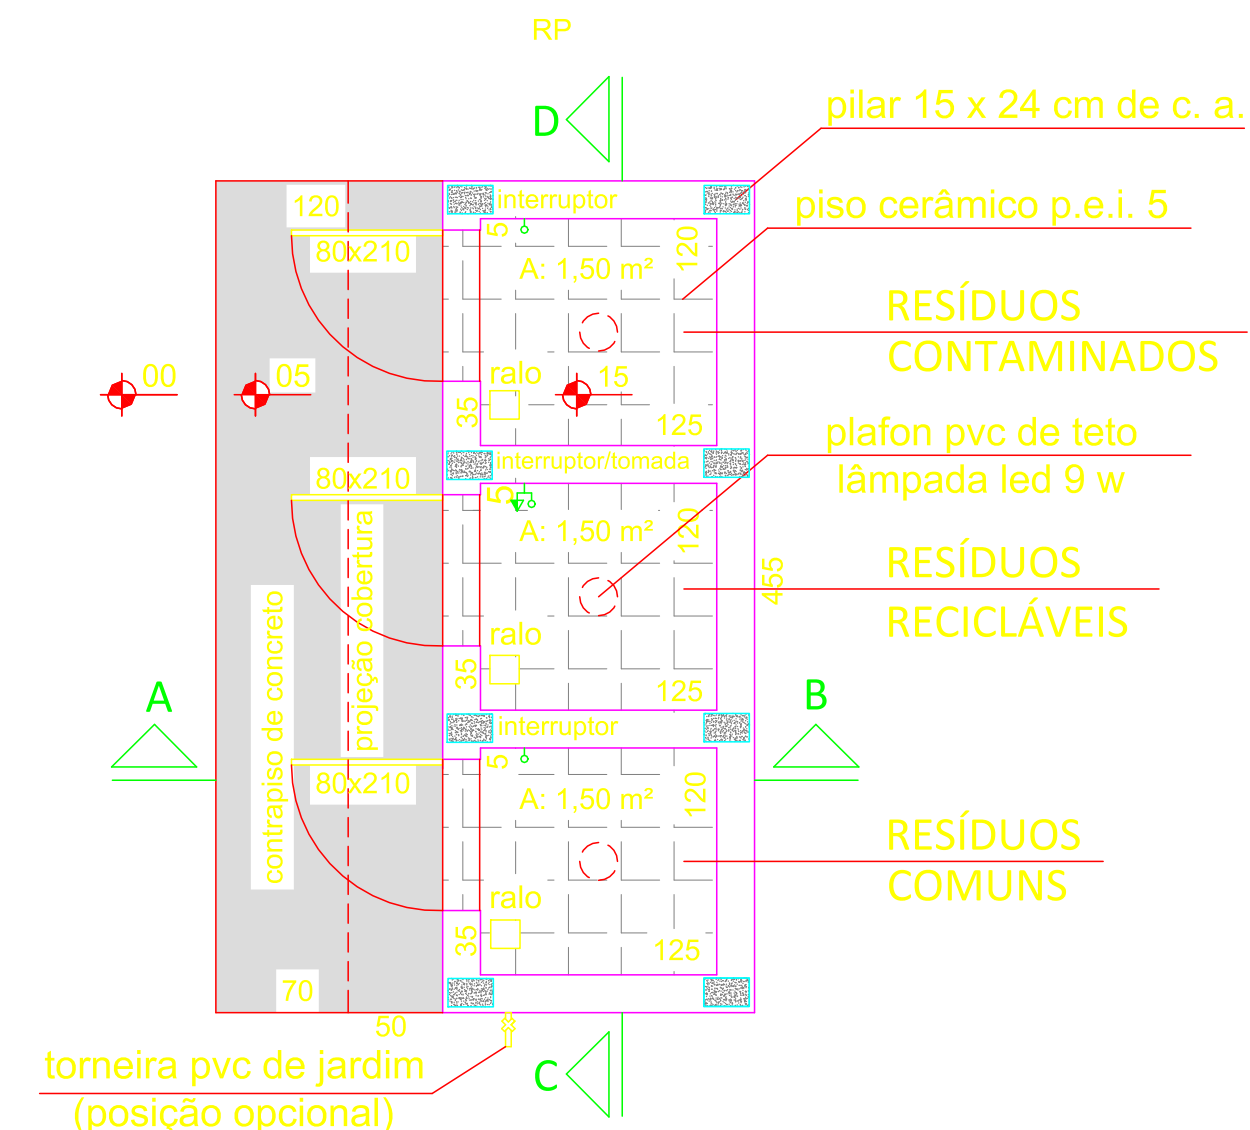 RP
D
pilar 15 x 24 cm de c. a.
interruptor
120
5
piso cerâmico p.e.i. 5
80x210
A: 1,50 m²
120
RESÍDUOS
CONTAMINADOS
00
05
ralo
15
35
125
plafon pvc de teto
lâmpada led 9 w
interruptor/tomada
80x210
5
A: 1,50 m²
120
projeção cobertura
contrapiso de concreto
RESÍDUOS
RECICLÁVEIS
455
ralo
35
125
A
B
interruptor
5
80x210
A: 1,50 m²
120
RESÍDUOS
COMUNS
ralo
35
125
70
50
torneira pvc de jardim
(posição opcional)
C